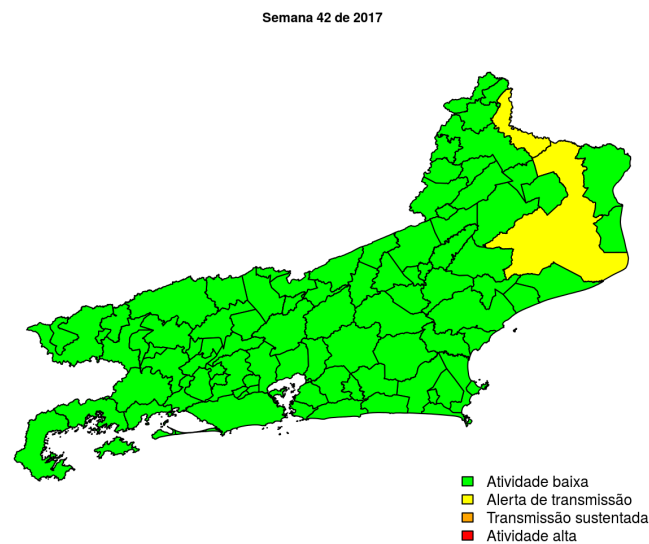 Semana 42 de 2017
Atividade baixa
Alerta de transmissão
Transmissão sustentada
Atividade alta